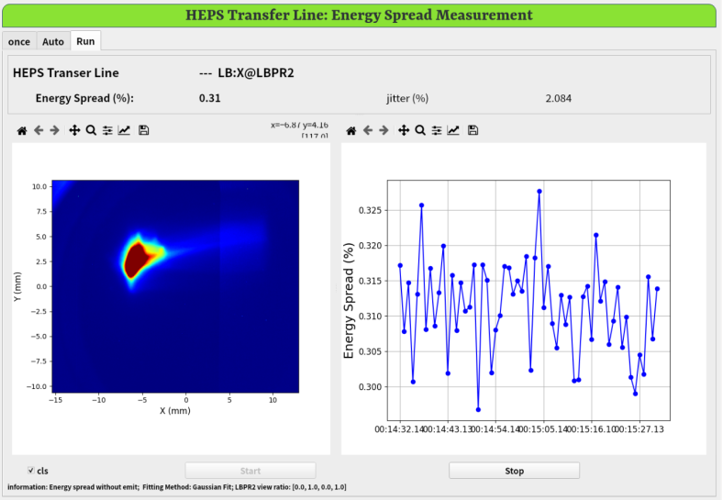 HEPS Transfer Line: Energy Spread Measurement
once Auto Run
HEPS Transer Line --- LB:X@LBPR2
Energy Spread (%): 0.31 jitter (%) 2.084
x=-6.87 y=4.16
[117.0]
10.0
7.5
5.0
2.5
0.0
−2.5
−5.0
−7.5
−10.0
Y (mm)
−15 −10 −5 0 5 10
X (mm)
0.325
0.320
0.315
0.310
0.305
0.300
Energy Spread (%)
00:14:32.14 00:14:43.13 00:14:54.14 00:15:05.14 00:15:16.10 00:15:27.13
cls Start Stop
information: Energy spread without emit; Fitting Method: Gaussian Fit; LBPR2 view ratio: [0.0, 1.0, 0.0, 1.0]